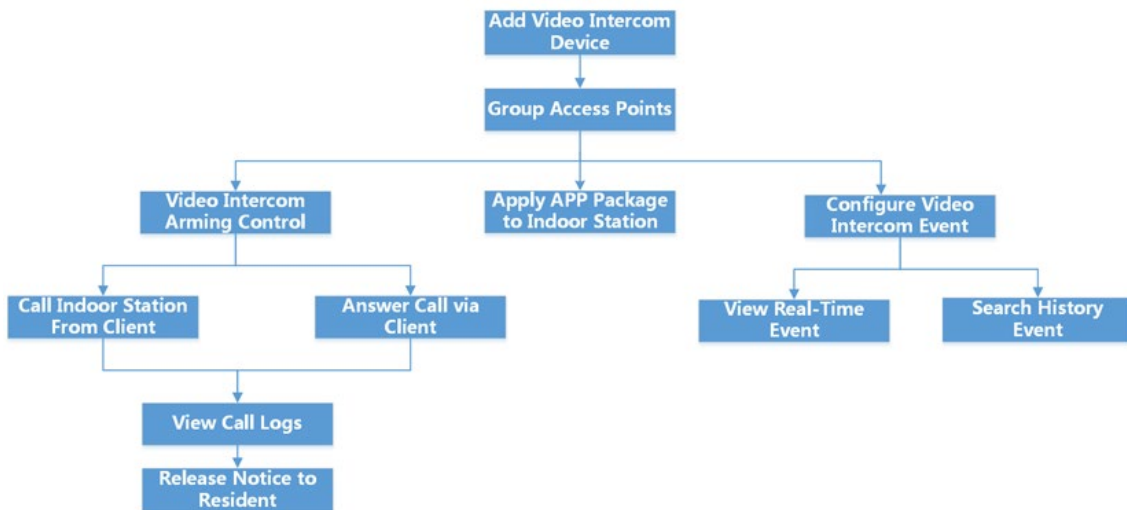 Add Video Intercom
Device
Group Access Points
Video Intercom
Arming Control
Apply APP Package
to Indoor Station
Configure Video
Intercom Event
Call Indoor Station
From Client
Answer Call via
Client
View Real-Time
Event
Search History
Event
View Call Logs
Release Notice to
Resident